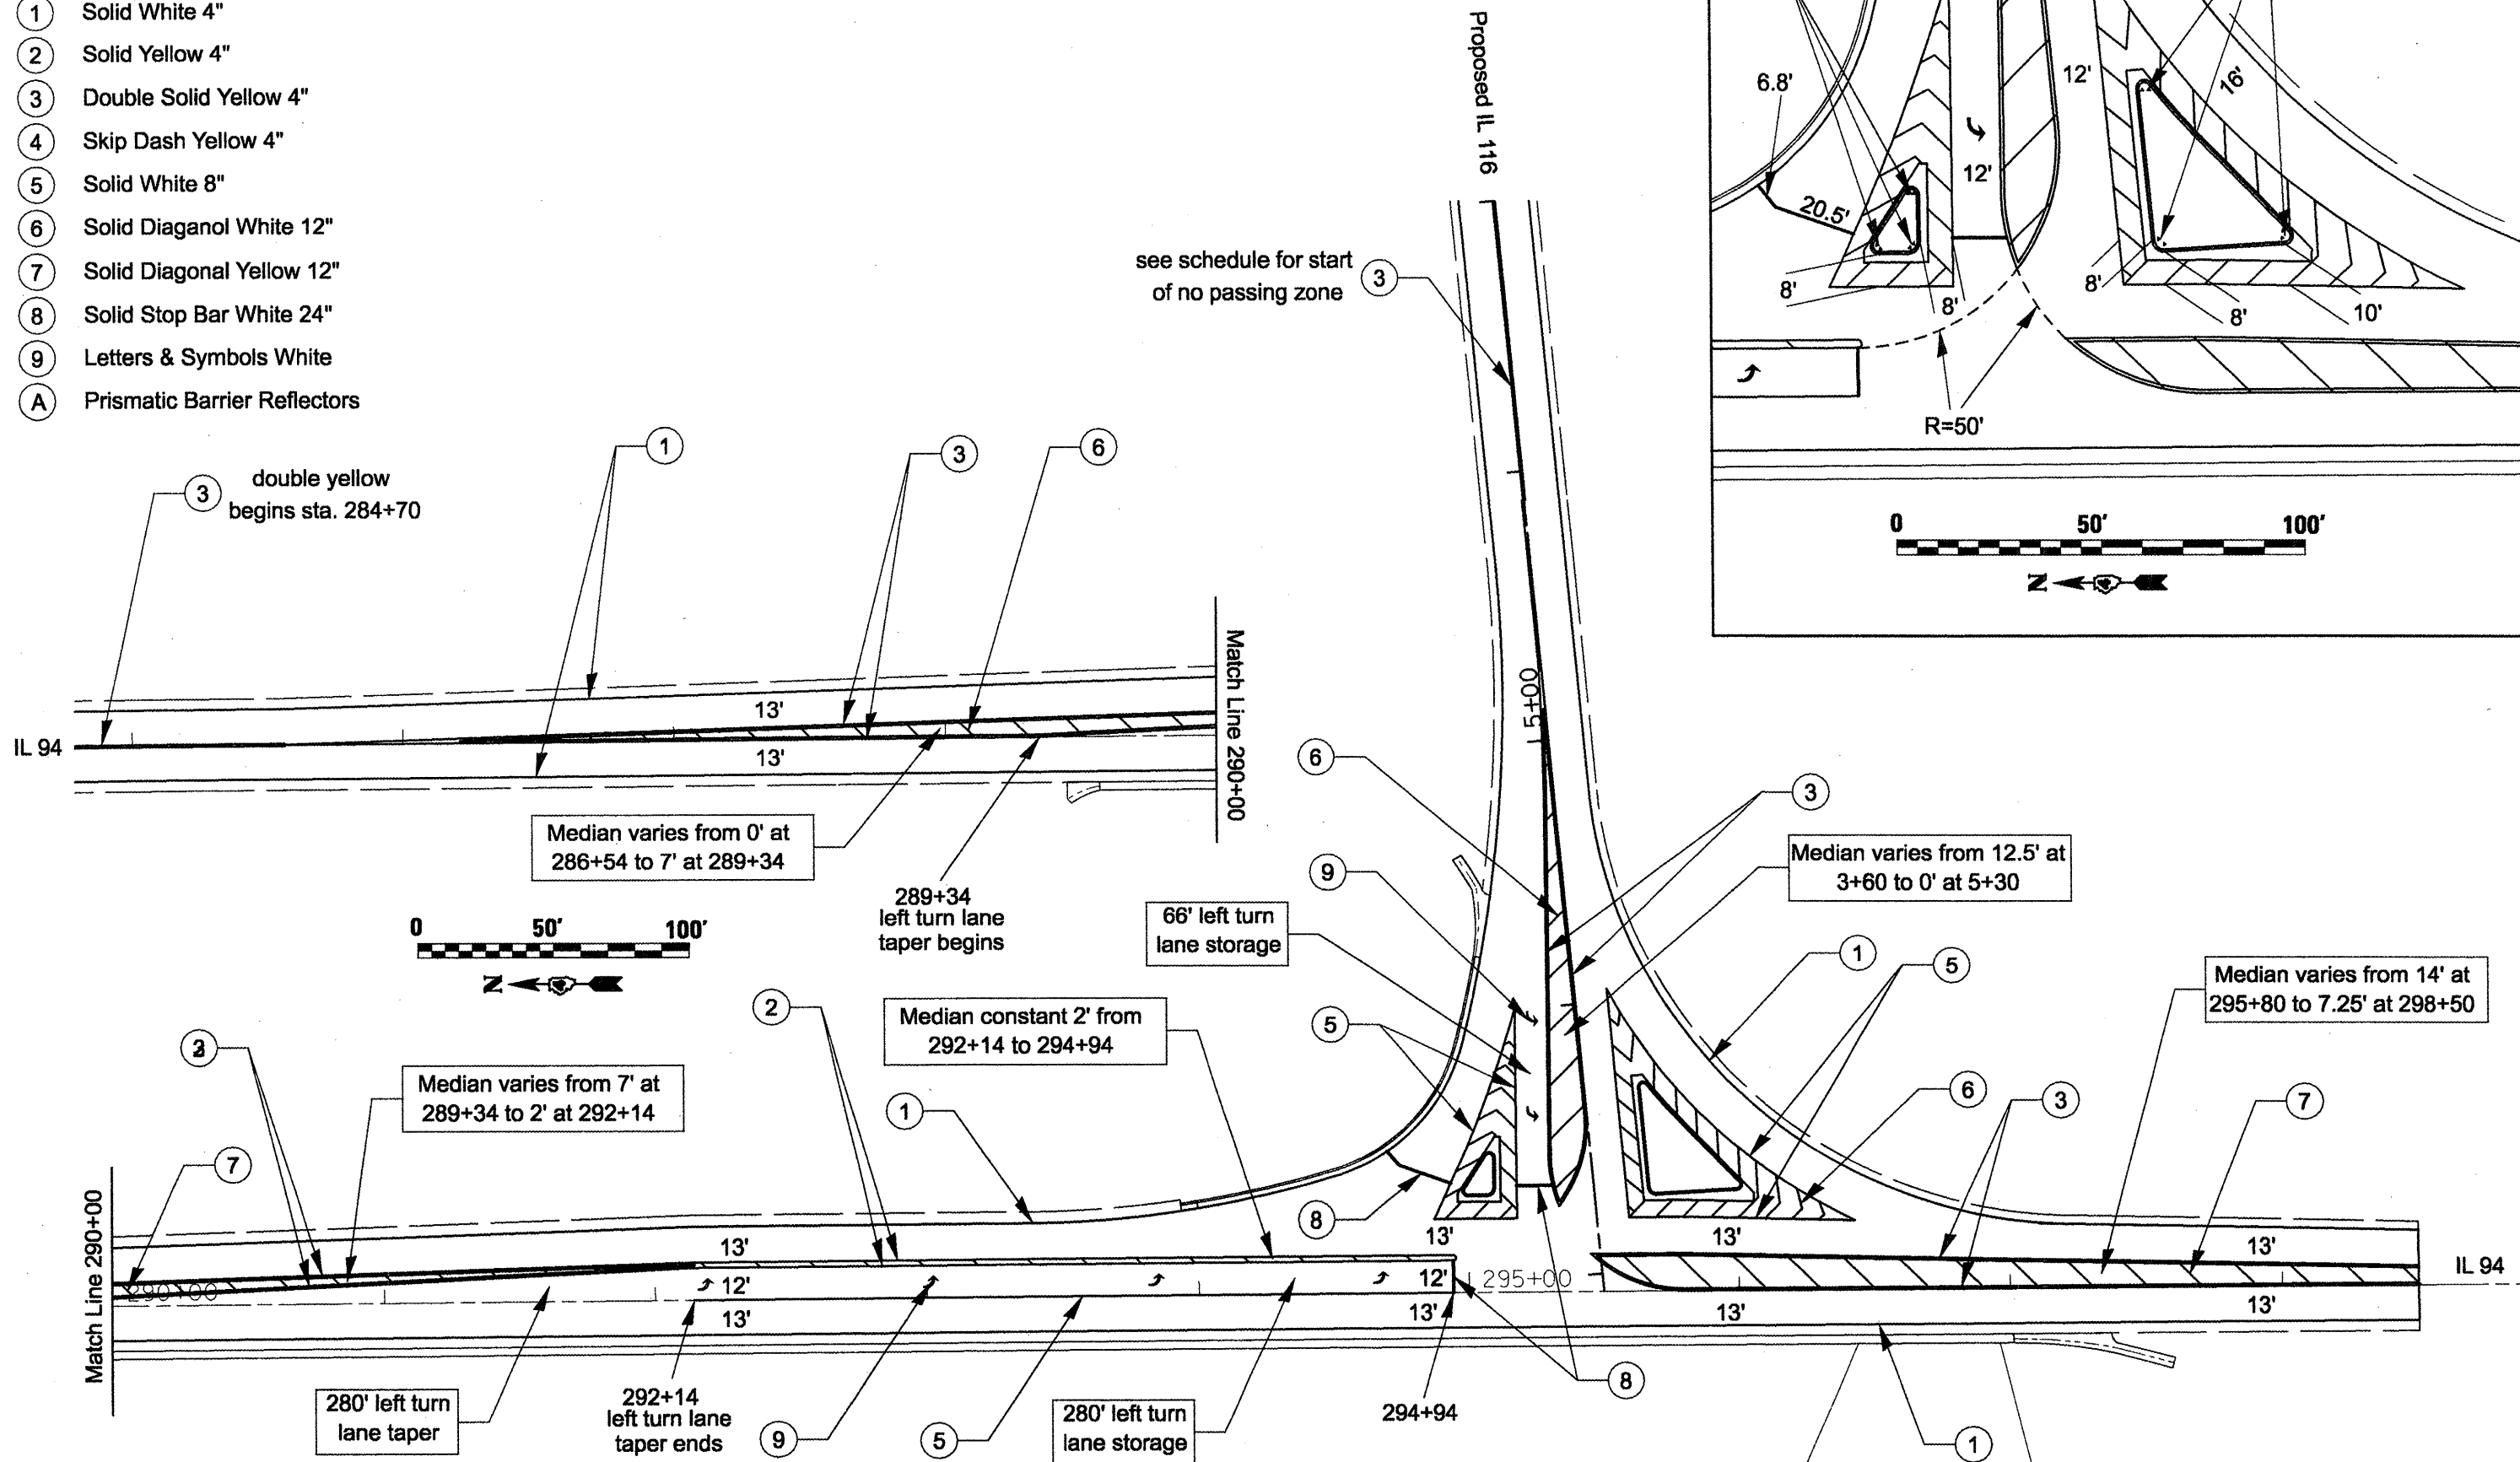 1 Solid White 4"
2 Solid Yellow 4"
3 Double Solid Yellow 4"
4 Skip Dash Yellow 4"
5 Solid White 8"
6 Solid Diaganol White 12"
7 Solid Diagonal Yellow 12"
8 Solid Stop Bar White 24"
9 Letters & Symbols White
A Prismatic Barrier Reflectors
Proposed IL 116
6.8'
20.5'
12'
12'
16'
8'
8'
8'
8'
10'
R=50'
0 50' 100'
N
see schedule for start
of no passing zone
3
1
3
6
3
double yellow
begins sta. 284+70
IL 94
13'
13'
Match Line 290+00
Median varies from 0' at
286+54 to 7' at 289+34
289+34
left turn lane
taper begins
0 50' 100'
N
15+00
6
3
9
Median varies from 12.5' at
3+60 to 0' at 5+30
66' left turn
lane storage
1
5
Median varies from 14' at
295+80 to 7.25' at 298+50
2
Median constant 2' from
292+14 to 294+94
5
Median varies from 7' at
289+34 to 2' at 292+14
1
6
3
7
7
8
Match Line 290+00
290+00
13'
12'
13'
13'
12'
13'
295+00
13'
13'
13'
13'
IL 94
280' left turn
lane taper
292+14
left turn lane
taper ends
9
5
280' left turn
lane storage
294+94
8
1